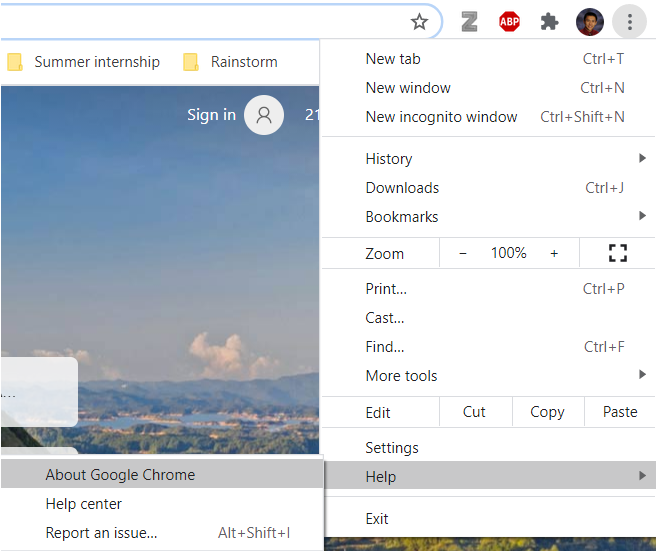 Z ABP
Summer internship Rainstorm
Sign in 21
New tab Ctrl+T
New window Ctrl+N
New incognito window Ctrl+Shift+N
History
Downloads Ctrl+J
Bookmarks
Zoom − 100% +
Print... Ctrl+P
Cast...
Find... Ctrl+F
More tools
Edit Cut Copy Paste
Settings
Help
Exit
About Google Chrome
Help center
Report an issue... Alt+Shift+I